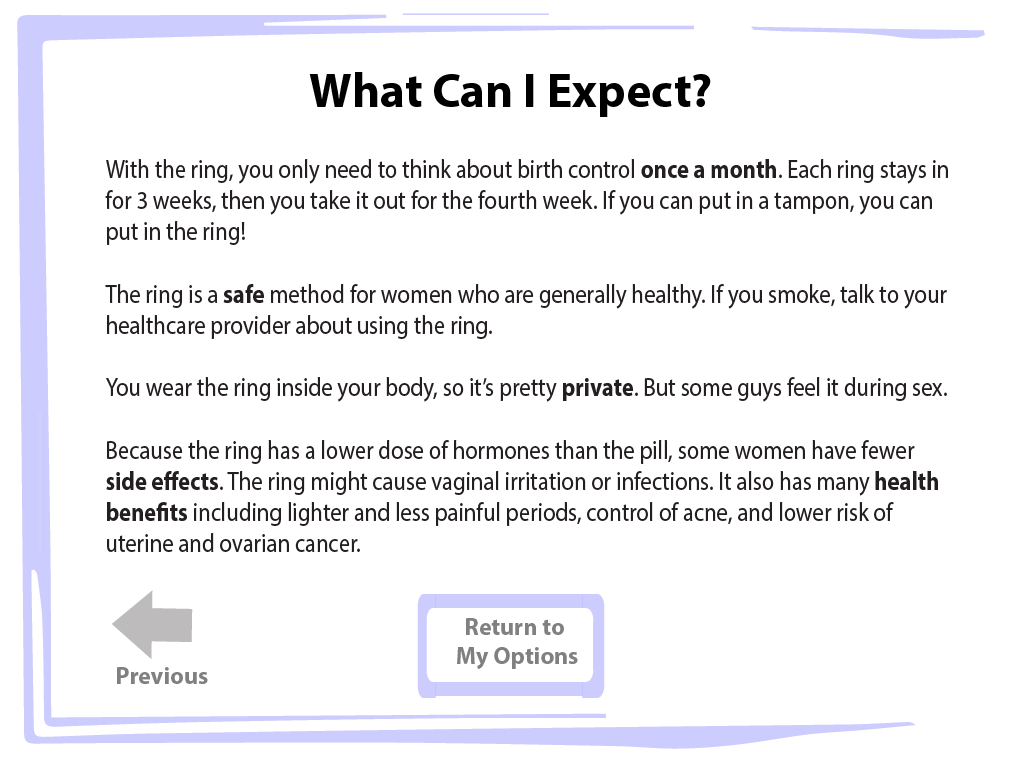 What Can I Expect?
With the ring, you only need to think about birth control once a month. Each ring stays in
for 3 weeks, then you take it out for the fourth week. If you can put in a tampon, you can
put in the ring!
The ring is a safe method for women who are generally healthy. If you smoke, talk to your
healthcare provider about using the ring.
You wear the ring inside your body, so it’s pretty private. But some guys feel it during sex.
Because the ring has a lower dose of hormones than the pill, some women have fewer
side effects. The ring might cause vaginal irritation or infections. It also has many health
benefits including lighter and less painful periods, control of acne, and lower risk of
uterine and ovarian cancer.
Previous
Return to
My Options